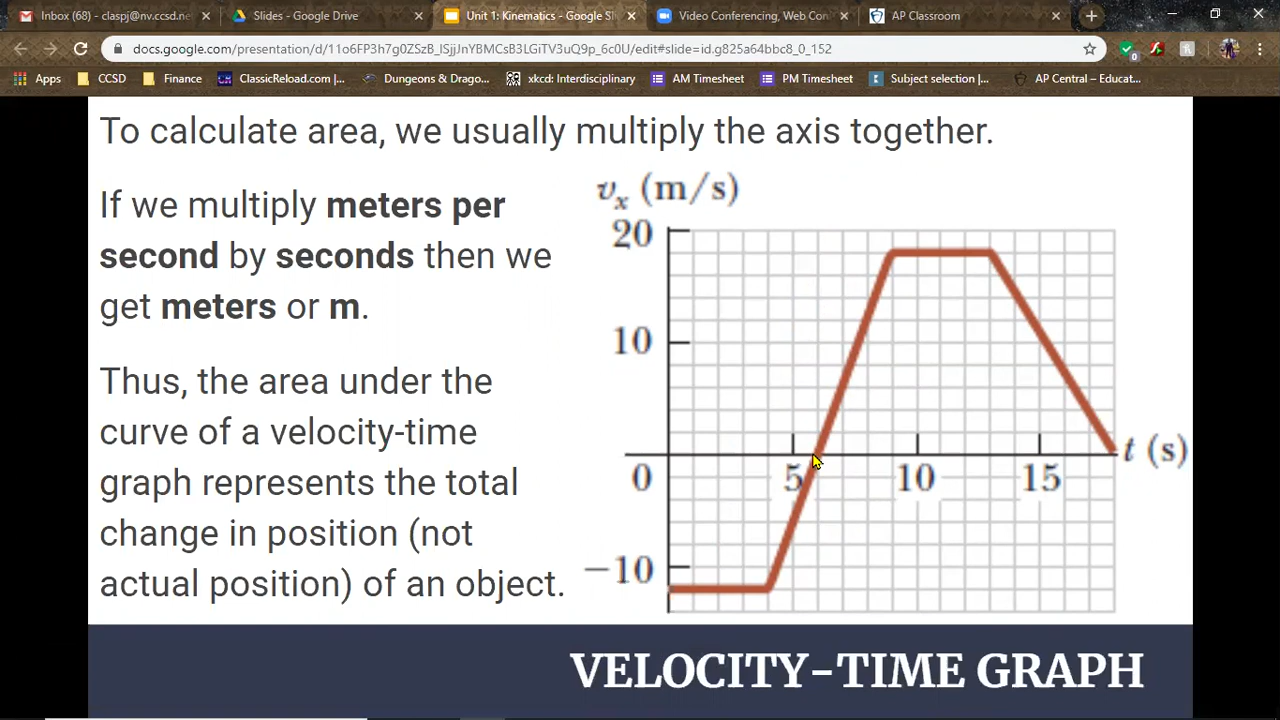 Inbox (68) - claspj@nv.ccsd.ne
Slides - Google Drive
Unit 1: Kinematics - Google Sl
Video Conferencing, Web Con
AP Classroom
docs.google.com/presentation/d/11o6FP3h7g0ZSzB_lSjjJnYBMCsB3LGiTV3uQ9p_6c0U/edit#slide=id.g825a64bbc8_0_152
Apps
CCSD
Finance
ClassicReload.com |...
Dungeons & Drago...
xkcd: Interdisciplinary
AM Timesheet
PM Timesheet
Subject selection |...
AP Central – Educat...
To calculate area, we usually multiply the axis together.
If we multiply meters per
second by seconds then we
get meters or m.
Thus, the area under the
curve of a velocity-time
graph represents the total
change in position (not
actual position) of an object.
vₓ (m/s)
20
10
0
−10
5
10
15
t (s)
VELOCITY-TIME GRAPH